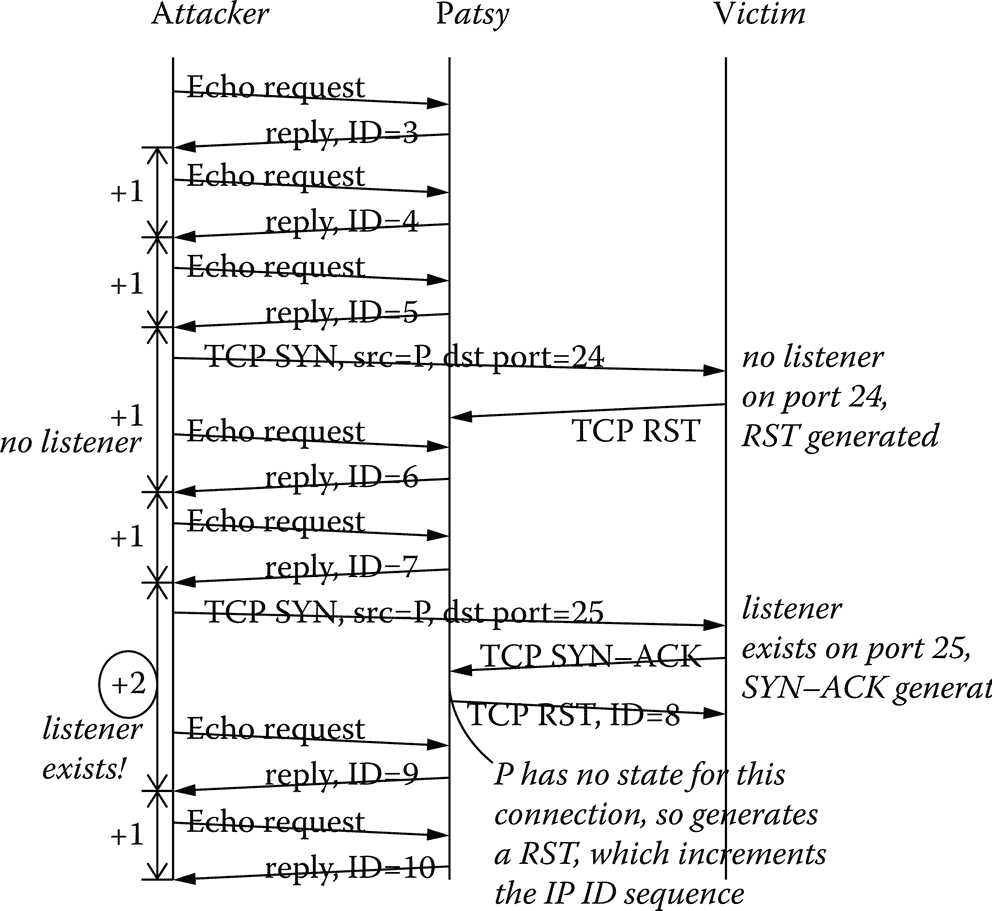 Attacker Patsy Victim
Echo request
reply, ID=3
+1
Echo request
reply, ID=4
+1
Echo request
reply, ID=5
TCP SYN, src=P, dst port=24
no listener
on port 24,
RST generated
TCP RST
+1
no listener
Echo request
reply, ID=6
+1
Echo request
reply, ID=7
TCP SYN, src=P, dst port=25
listener
exists on port 25,
SYN–ACK generat
TCP SYN–ACK
+2
listener
exists!
TCP RST, ID=8
Echo request
reply, ID=9
P has no state for this
connection, so generates
a RST, which increments
the IP ID sequence
+1
Echo request
reply, ID=10